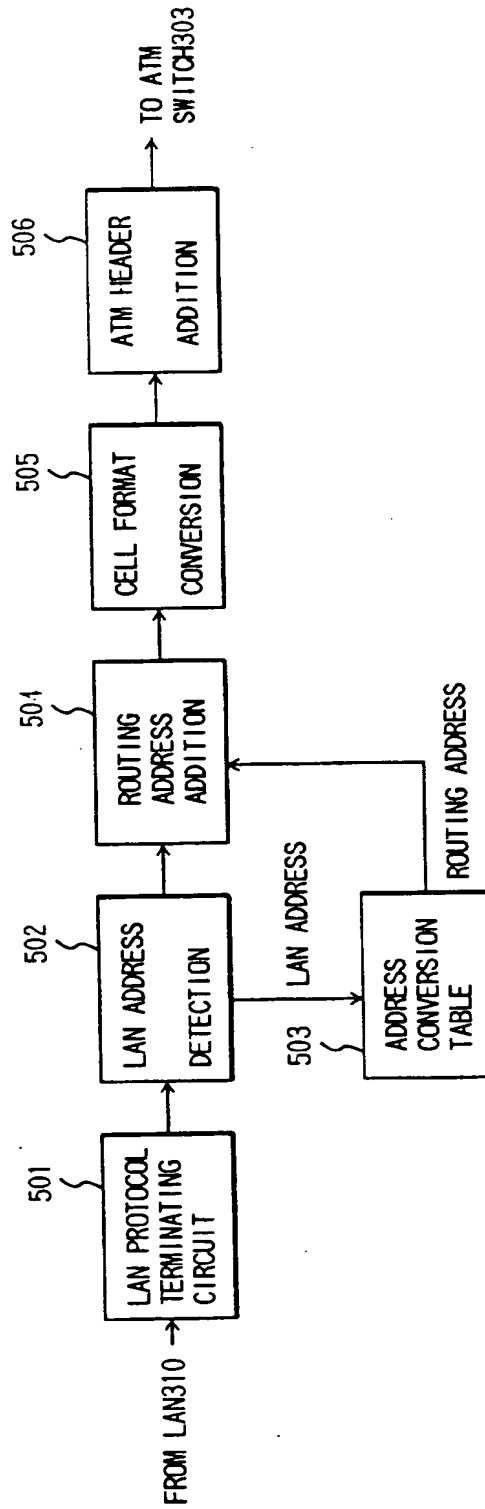 FROM LAN310
501
LAN PROTOCOL
TERMINATING
CIRCUIT
502
LAN ADDRESS
DETECTION
LAN ADDRESS
503
ADDRESS
CONVERSION
TABLE
ROUTING ADDRESS
504
ROUTING
ADDRESS
ADDITION
505
CELL FORMAT
CONVERSION
506
ATM HEADER
ADDITION
TO ATM
SWITCH303